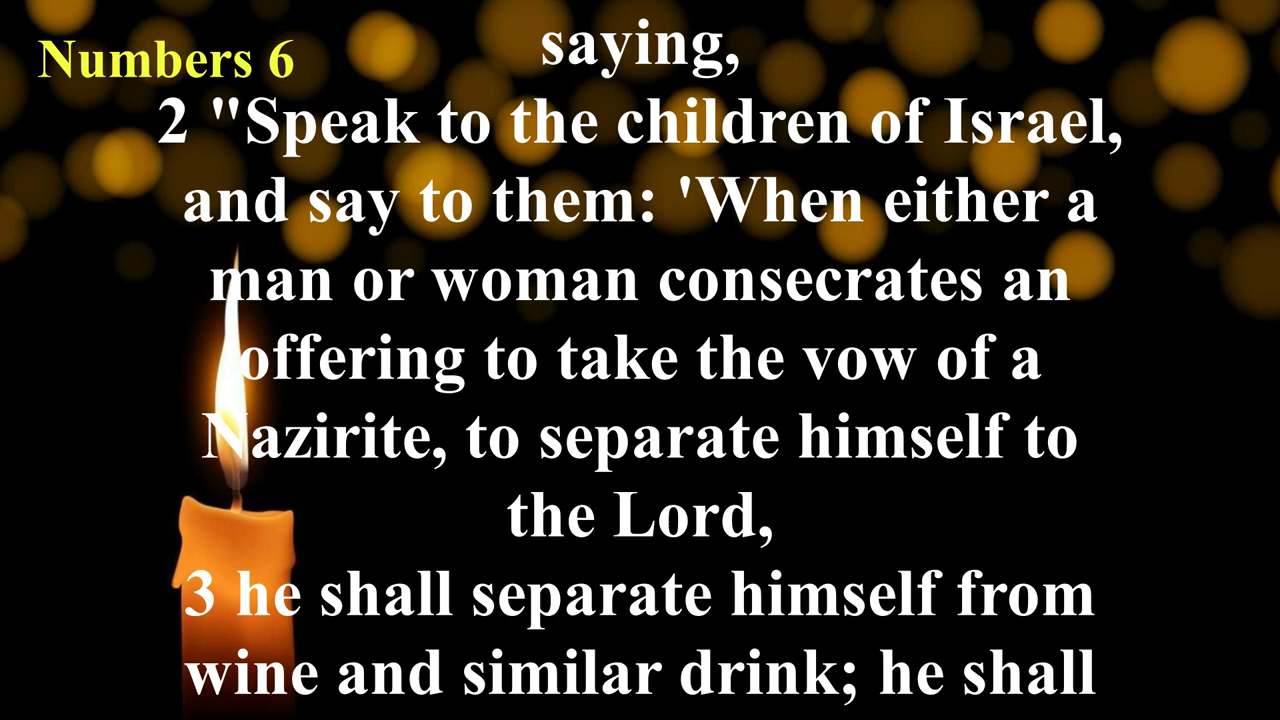 Numbers 6
saying,
2 "Speak to the children of Israel,
and say to them: 'When either a
man or woman consecrates an
offering to take the vow of a
Nazirite, to separate himself to
the Lord,
3 he shall separate himself from
wine and similar drink; he shall